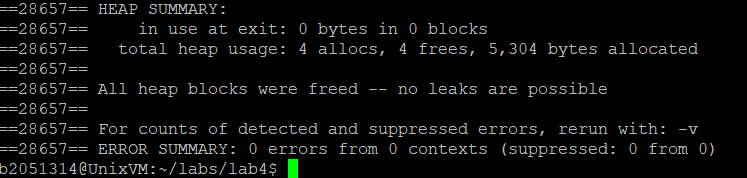 ==28657== HEAP SUMMARY:
==28657==     in use at exit: 0 bytes in 0 blocks
==28657==   total heap usage: 4 allocs, 4 frees, 5,304 bytes allocated
==28657==
==28657== All heap blocks were freed -- no leaks are possible
==28657==
==28657== For counts of detected and suppressed errors, rerun with: -v
==28657== ERROR SUMMARY: 0 errors from 0 contexts (suppressed: 0 from 0)
b2051314@UnixVM:~/labs/lab4$